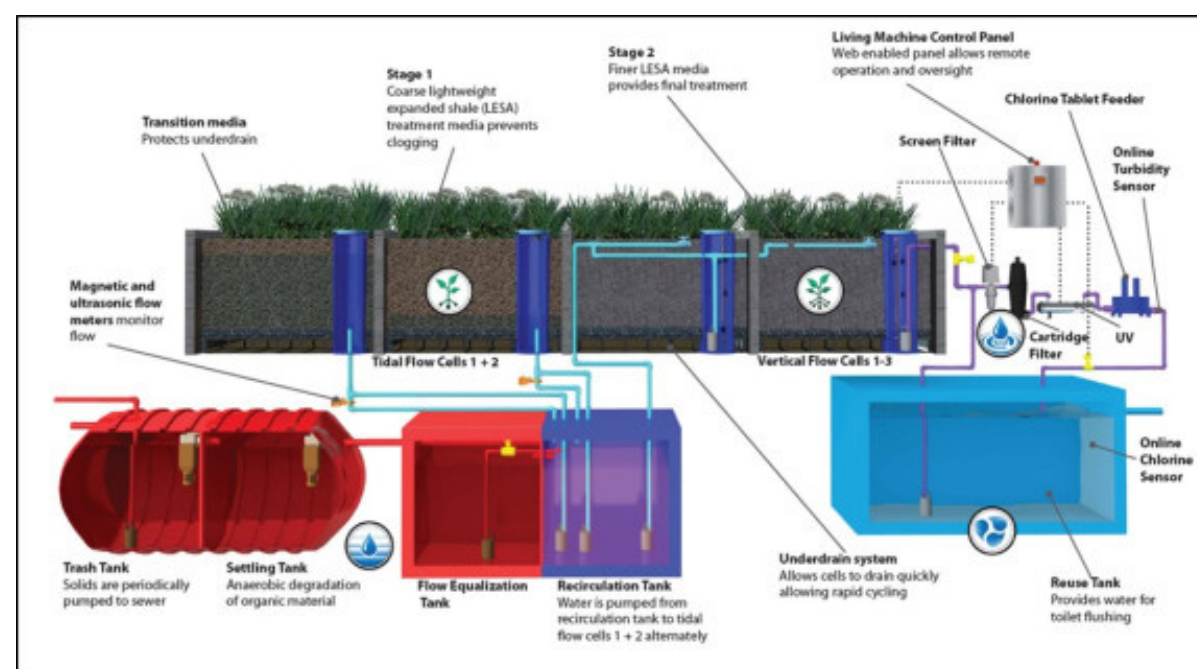 Living Machine Control Panel
Web enabled panel allows remote
operation and oversight
Stage 2
Finer LESA media
provides final treatment
Stage 1
Coarse lightweight
expanded shale (LESA)
treatment media prevents
clogging
Chlorine Tablet Feeder
Transition media
Protects underdrain
Screen Filter
Online
Turbidity
Sensor
Magnetic and
ultrasonic flow
meters monitor
flow
Tidal Flow Cells 1 + 2
Vertical Flow Cells 1-3
Cartridge
Filter
UV
Online
Chlorine
Sensor
Trash Tank
Solids are periodically
pumped to sewer
Settling Tank
Anaerobic degradation
of organic material
Flow Equalization
Tank
Recirculation Tank
Water is pumped from
recirculation tank to tidal
flow cells 1 + 2 alternately
Underdrain system
Allows cells to drain quickly
allowing rapid cycling
Reuse Tank
Provides water for
toilet flushing